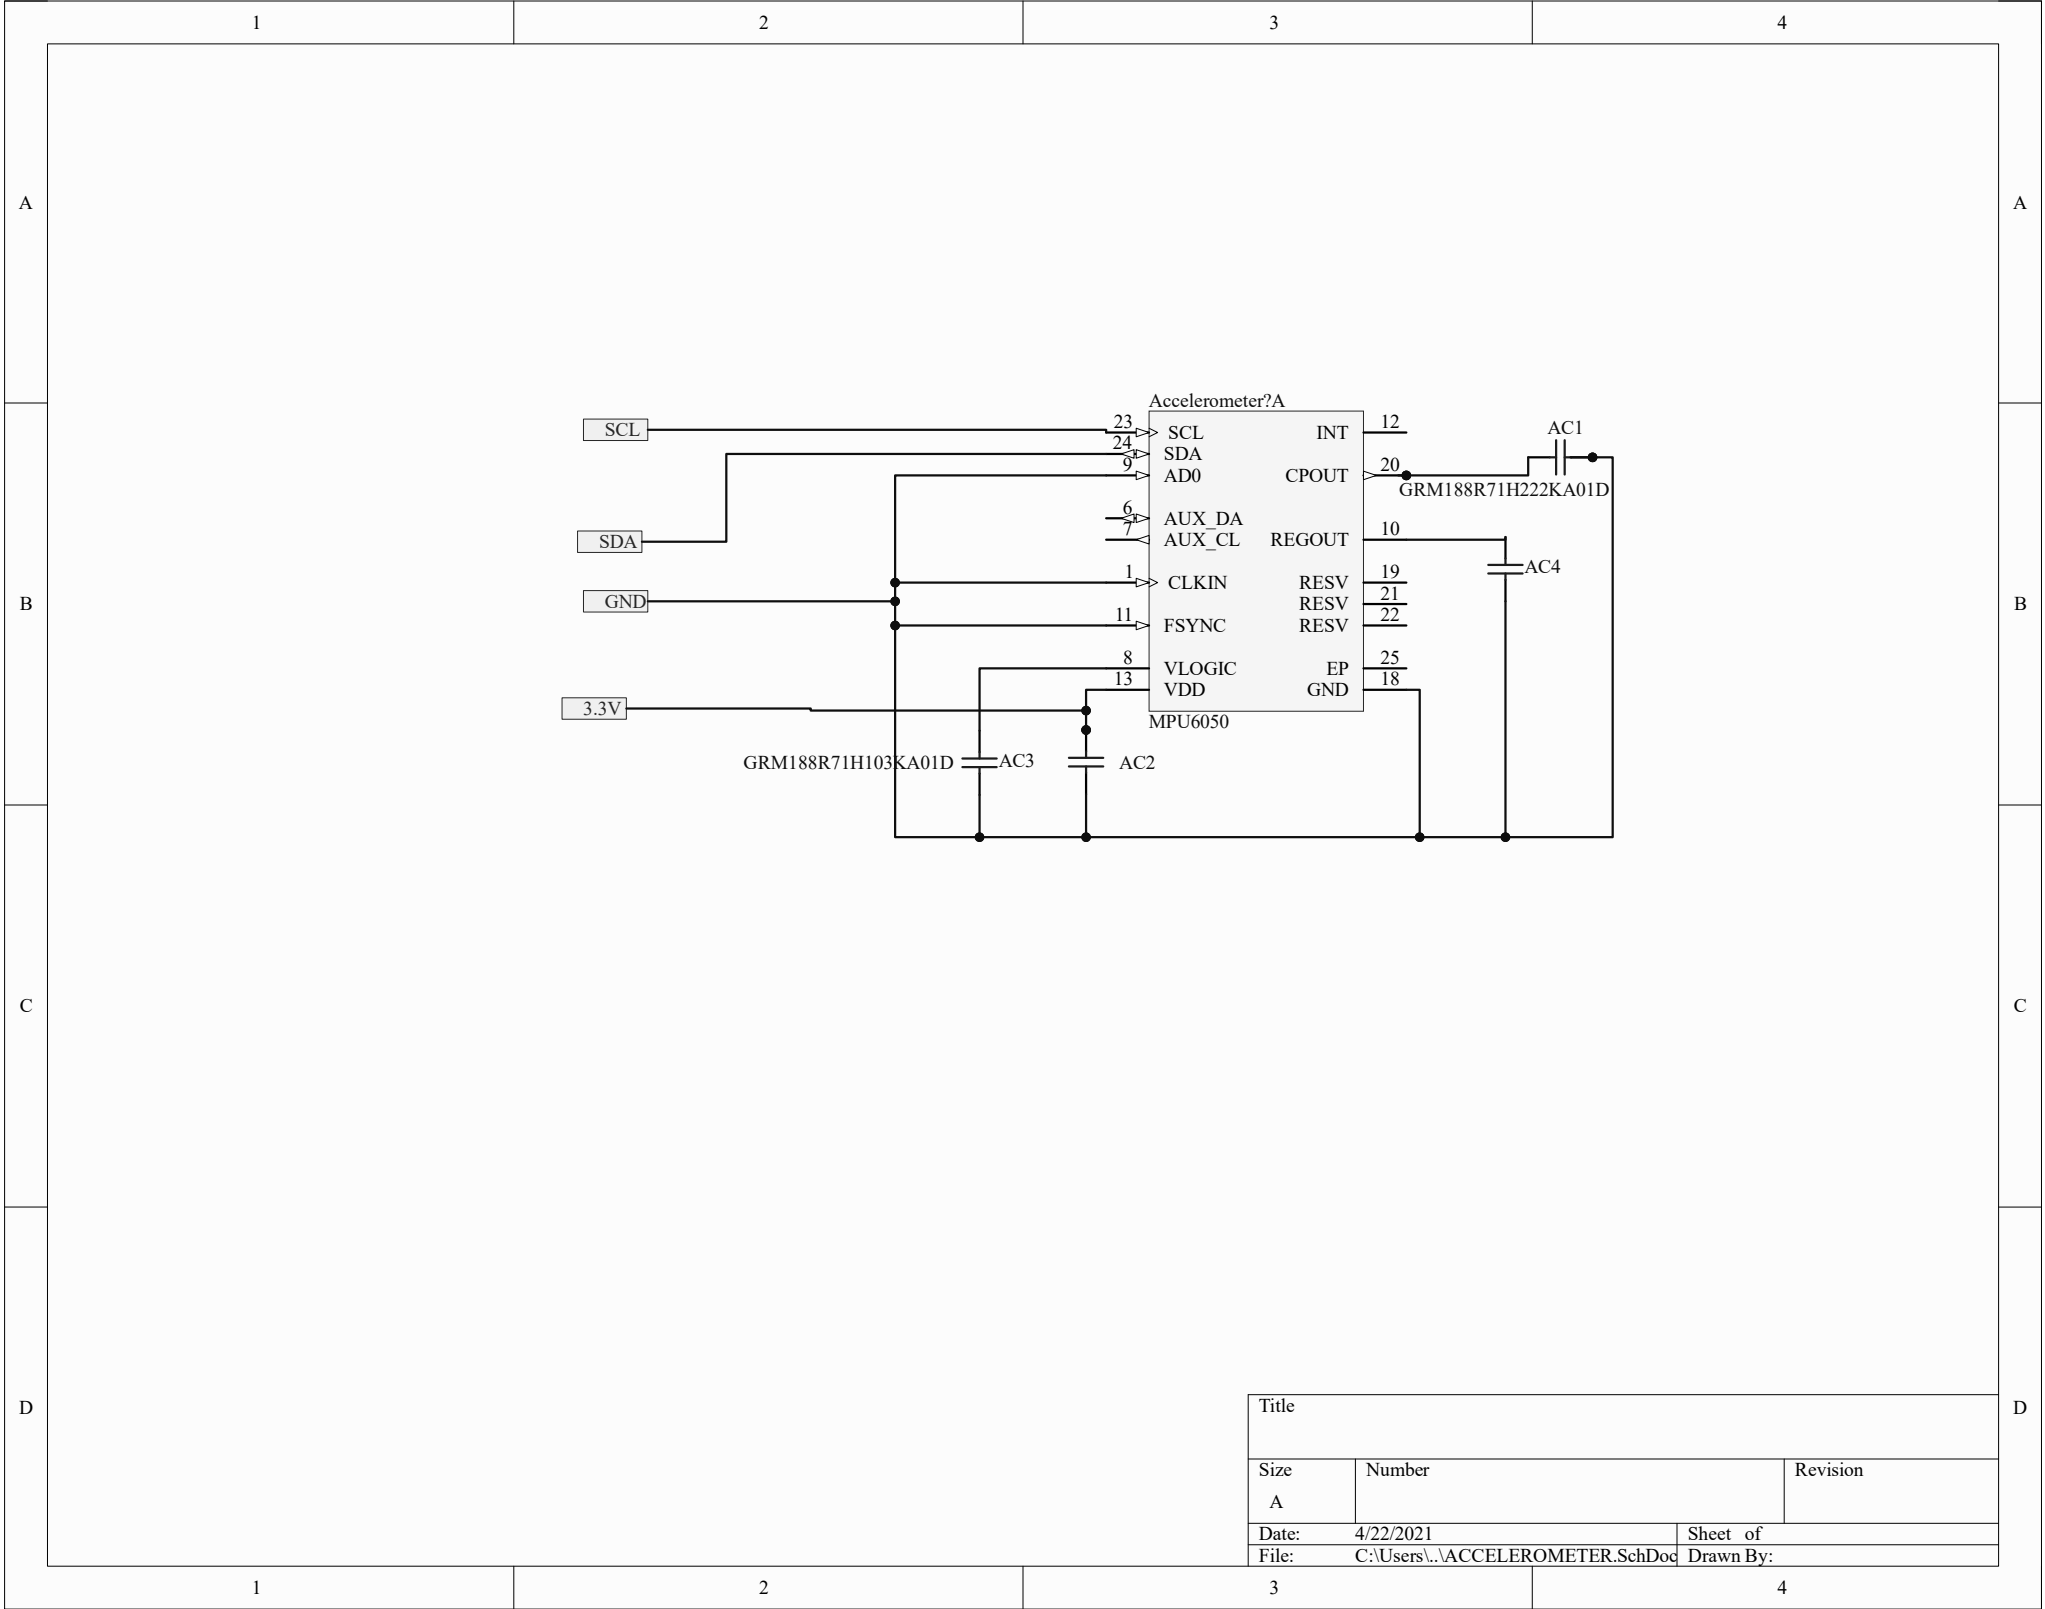 1 2 3 4
A A
Accelerometer?A
SCL 23 SCL INT 12 AC1
24 SDA
9 AD0 CPOUT 20
GRM188R71H222KA01D
6 AUX_DA
SDA 7 AUX_CL REGOUT 10
AC4
1 CLKIN RESV 19
B GND RESV 21 B
11 FSYNC RESV 22
8 VLOGIC EP 25
13 VDD GND 18
3.3V
MPU6050
GRM188R71H103KA01D AC3 AC2
C C
D Title D
Size Number Revision
A
Date: 4/22/2021 Sheet of
File: C:\Users\..\ACCELEROMETER.SchDoc Drawn By:
1 2 3 4